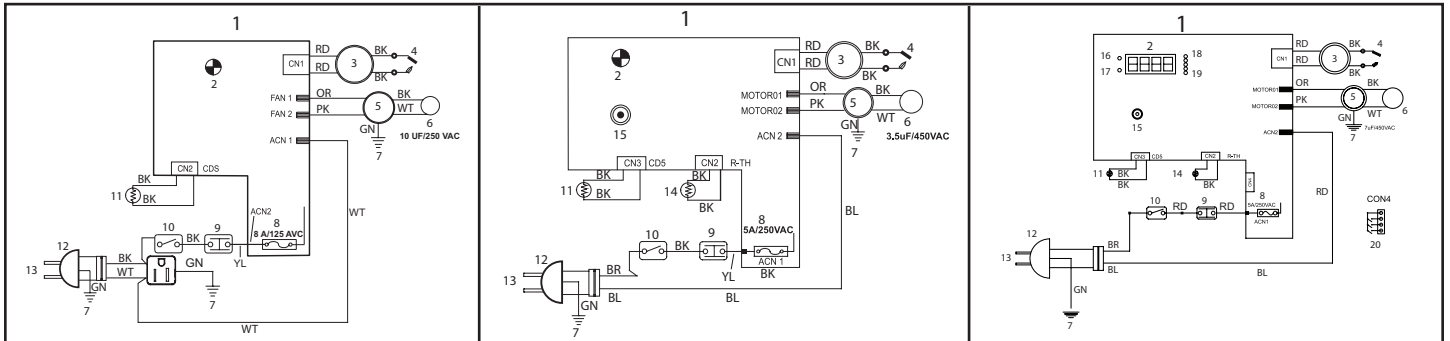 1
RD
BK
4
CN1
3
RD
BK
2
FAN 1
OR
BK
5
FAN 2
PK
WT
6
GN
10 UF/250 VAC
ACN 1
7
CN2
CDS
BK
11
BK
ACN2
WT
10
9
8
8 A/125 AVC
BK
12
YL
BK
13
WT
GN
GN
7
7
WT
1
RD
BK
4
CN1
3
RD
BK
2
MOTOR01
OR
BK
5
MOTOR02
PK
WT
6
15
GN
3.5uF/450VAC
ACN 2
7
CN3
CD5
CN2
R-TH
BK
11
14
BK
BK
BL
8
10
9
5A/250VAC
BK
12
ACN 1
BR
YL
BK
13
BL
BL
GN
7
1
16
2
18
17
19
RD
BK
4
CN1
3
RD
BK
OR
BK
MOTOR01
5
MOTOR02
PK
WT
6
15
GN
7uF/450VAC
7
ACN2
CN3
CD5
CN2
R-TH
11
BK
14
BK
BK
BK
CN4
RD
8
10
9
5A/250VAC
RD
RD
ACN1
CON4
12
20
BR
13
BL
BL
GN
7